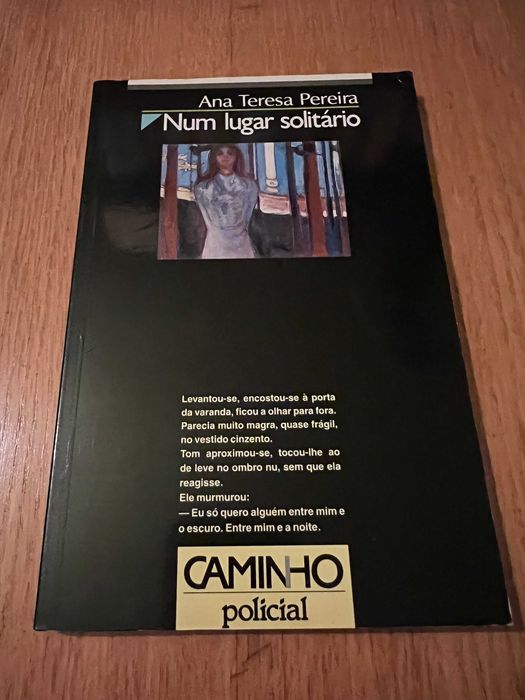 Ana Teresa Pereira
Num lugar solitário
Levantou-se, encostou-se à porta
da varanda, ficou a olhar para fora.
Parecia muito magra, quase frágil,
no vestido cinzento.
Tom aproximou-se, tocou-lhe ao
de leve no ombro nu, sem que ela
reagisse.
Ele murmurou:
— Eu só quero alguém entre mim e
o escuro. Entre mim e a noite.
CAMINHO
policial